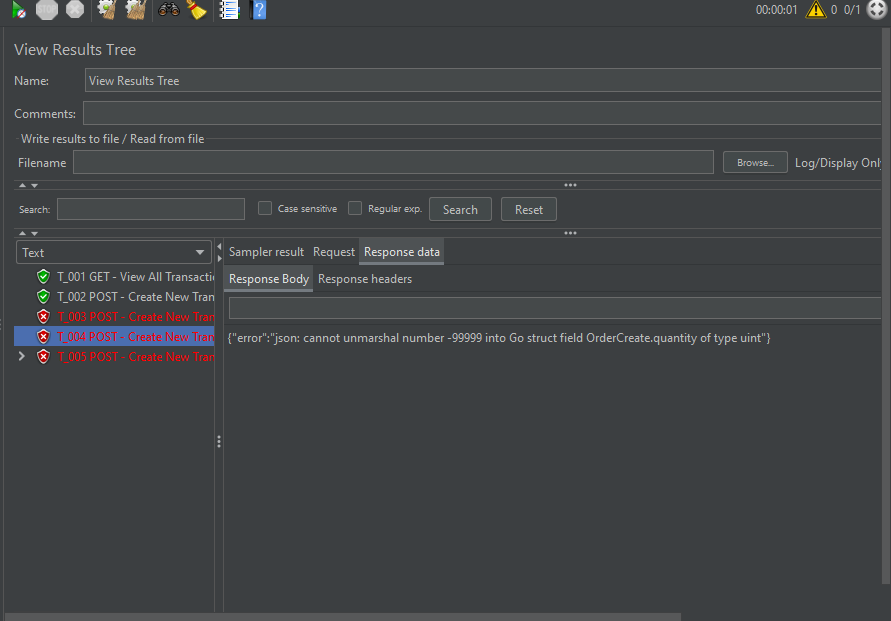 STOP
00:00:01 0 0/1
View Results Tree
Name: View Results Tree
Comments:
Write results to file / Read from file
Filename Browse... Log/Display Only
Search: Case sensitive Regular exp. Search Reset
Text
Sampler result Request Response data
T_001 GET - View All Transacti
Response Body Response headers
T_002 POST - Create New Tran
T_003 POST - Create New Tran
T_004 POST - Create New Tran
{"error":"json: cannot unmarshal number -99999 into Go struct field OrderCreate.quantity of type uint"}
T_005 POST - Create New Tran